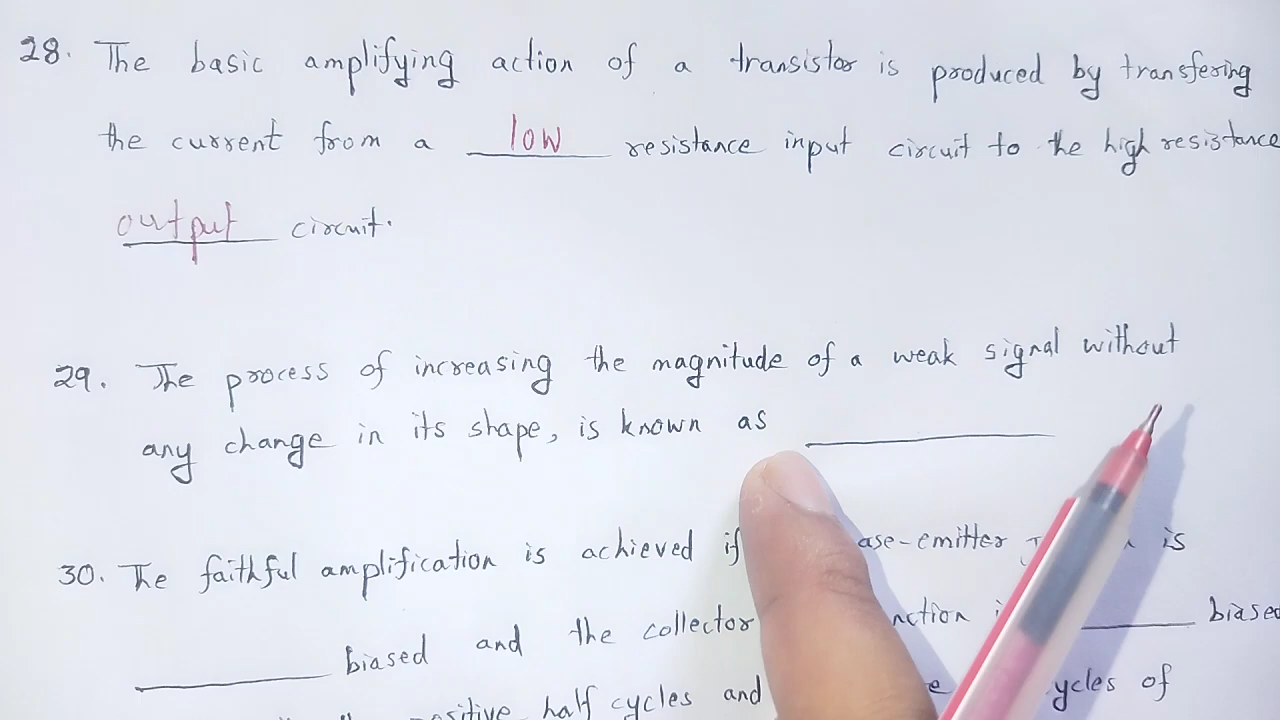 28. The basic amplifying action of a transistor is produced by transfering
the current from a low resistance input circuit to the high resistance
output circuit.
29. The process of increasing the magnitude of a weak signal without
any change in its shape, is known as
30. The faithful amplification is achieved if ase-emitter is
biased and the collector nction biased
half cycles and ycles of